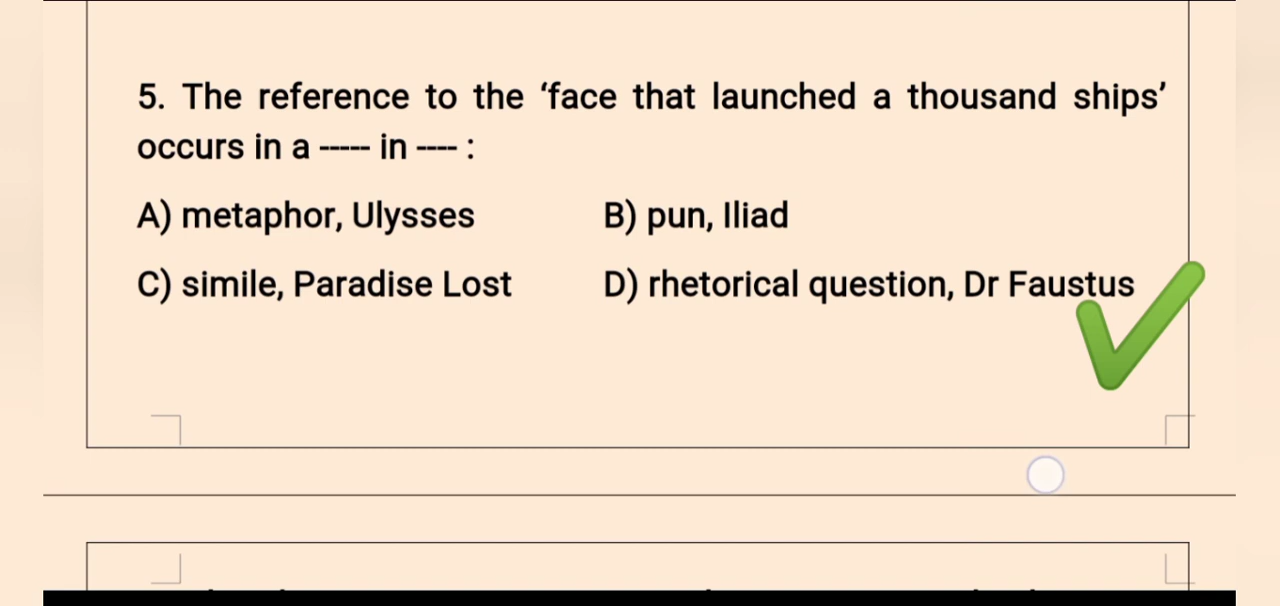 5. The reference to the ‘face that launched a thousand ships’
occurs in a ----- in ---- :
A) metaphor, Ulysses B) pun, Iliad
C) simile, Paradise Lost D) rhetorical question, Dr Faustus